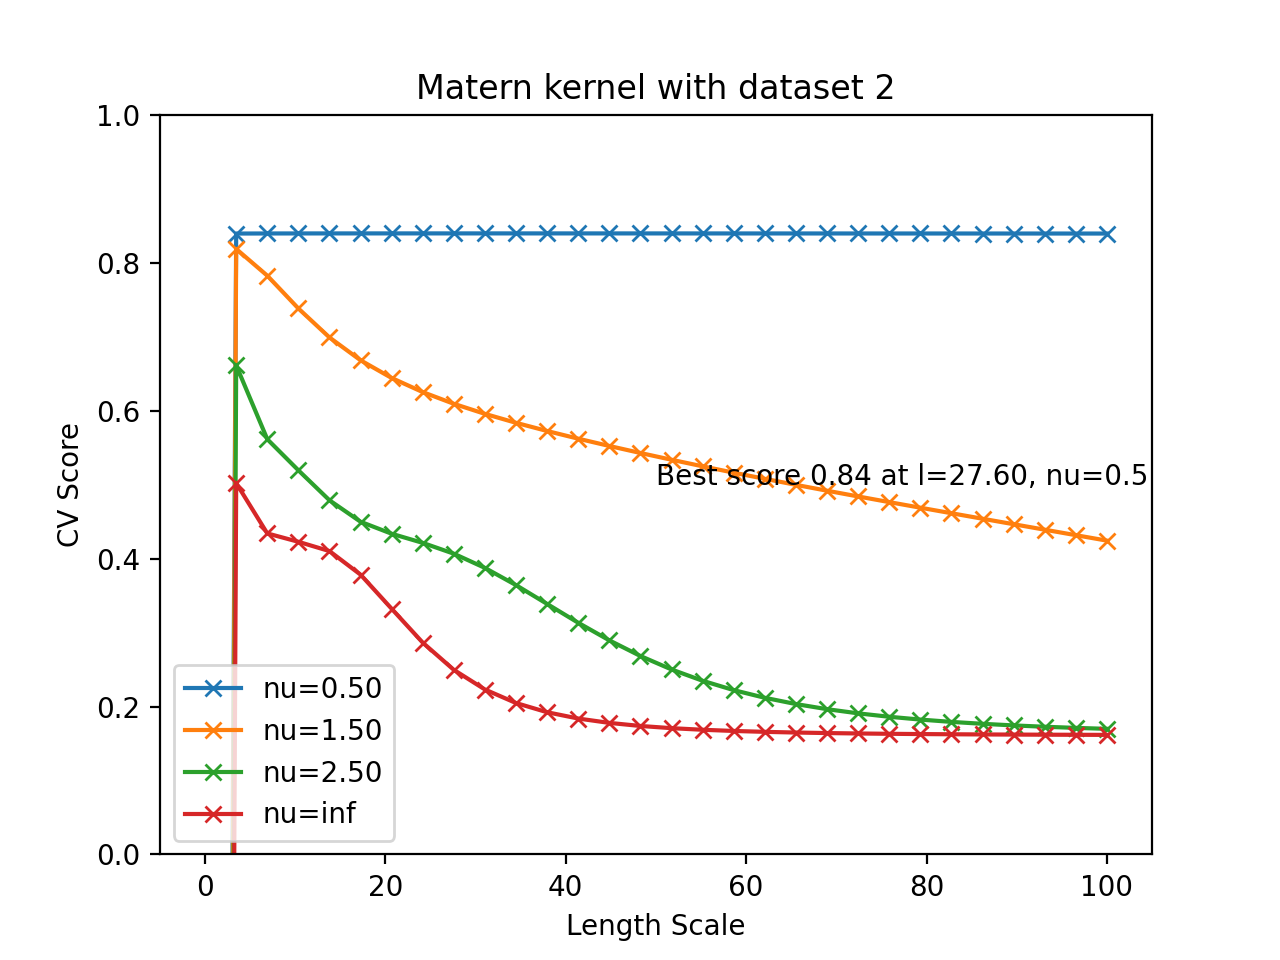 Matern kernel with dataset 2
1.0
0.8
0.6
0.4
0.2
0.0
CV Score
Best score 0.84 at l=27.60, nu=0.5
nu=0.50
nu=1.50
nu=2.50
nu=inf
0 20 40 60 80 100
Length Scale